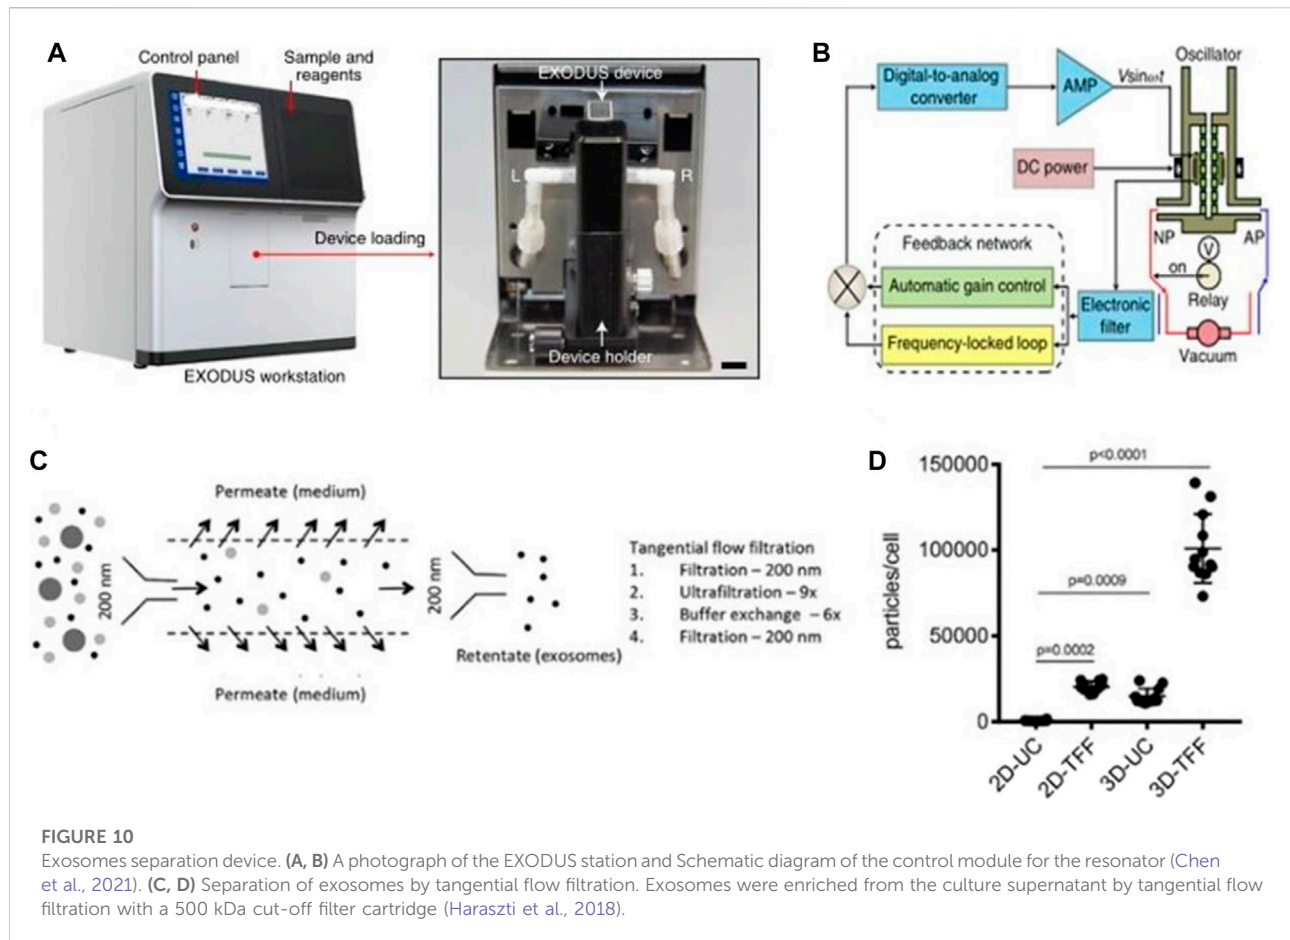 A
Control panel
Sample and
reagents
EXODUS device
L
R
Device loading
Device holder
EXODUS workstation
B
Oscillator
Digital-to-analog
converter
AMP
Vsinωt
DC power
NP
AP
V
on
Relay
Vacuum
Feedback network
Automatic gain control
Frequency-locked loop
Electronic
filter
C
Permeate (medium)
200 nm
200 nm
Permeate (medium)
Retentate (exosomes)
Tangential flow filtration
1. Filtration – 200 nm
2. Ultrafiltration – 9x
3. Buffer exchange – 6x
4. Filtration – 200 nm
D
particles/cell
150000
100000
50000
0
p<0.0001
p=0.0009
p=0.0002
2D-UC
2D-TFF
3D-UC
3D-TFF
FIGURE 10
Exosomes separation device. (A, B) A photograph of the EXODUS station and Schematic diagram of the control module for the resonator (Chen
et al., 2021). (C, D) Separation of exosomes by tangential flow filtration. Exosomes were enriched from the culture supernatant by tangential flow
filtration with a 500 kDa cut-off filter cartridge (Haraszti et al., 2018).